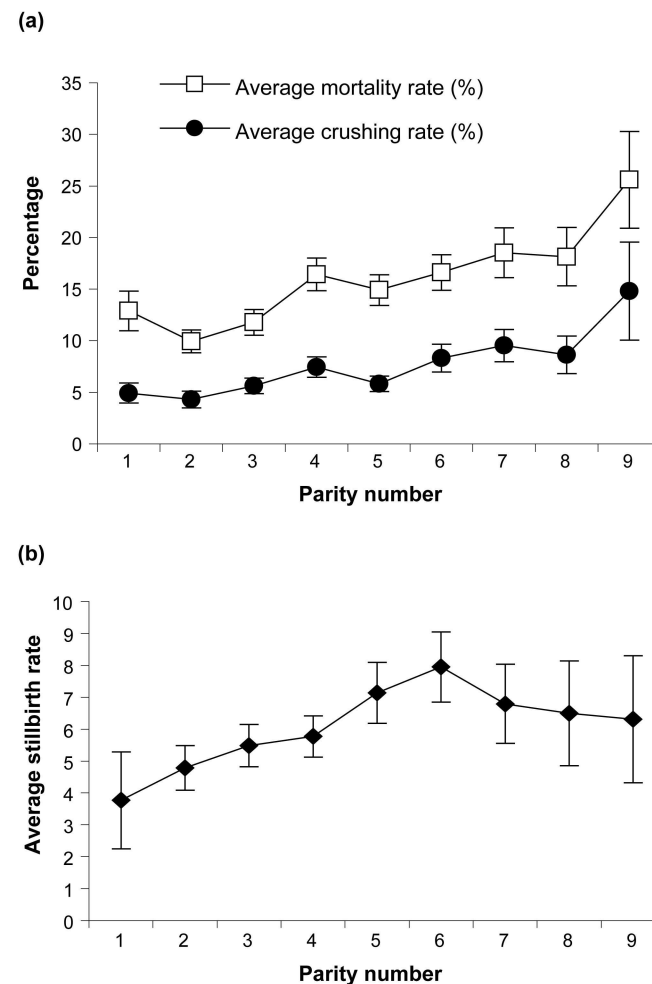 (a)
Average mortality rate (%)
Average crushing rate (%)
Percentage
35
30
25
20
15
10
5
0
1 2 3 4 5 6 7 8 9
Parity number
(b)
Average stillbirth rate
10
9
8
7
6
5
4
3
2
1
0
1 2 3 4 5 6 7 8 9
Parity number